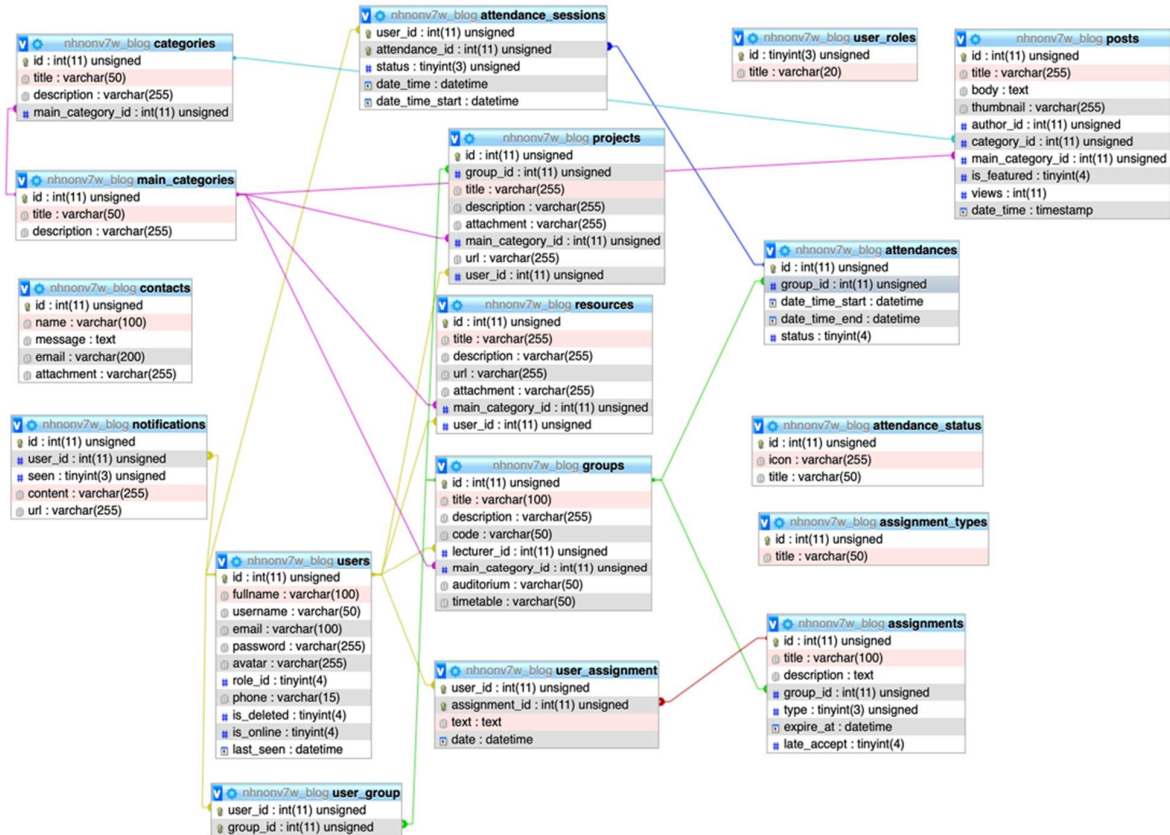 nhnonv7w_blog categories
id : int(11) unsigned
title : varchar(50)
description : varchar(255)
main_category_id : int(11) unsigned
nhnonv7w_blog main_categories
id : int(11) unsigned
title : varchar(50)
description : varchar(255)
nhnonv7w_blog contacts
id : int(11) unsigned
name : varchar(100)
message : text
email : varchar(200)
attachment : varchar(255)
nhnonv7w_blog notifications
id : int(11) unsigned
user_id : int(11) unsigned
seen : tinyint(3) unsigned
content : varchar(255)
url : varchar(255)
nhnonv7w_blog users
id : int(11) unsigned
fullname : varchar(100)
username : varchar(50)
email : varchar(100)
password : varchar(255)
avatar : varchar(255)
role_id : tinyint(4)
phone : varchar(15)
is_deleted : tinyint(4)
is_online : tinyint(4)
last_seen : datetime
nhnonv7w_blog user_group
user_id : int(11) unsigned
group_id : int(11) unsigned
nhnonv7w_blog attendance_sessions
user_id : int(11) unsigned
attendance_id : int(11) unsigned
status : tinyint(3) unsigned
date_time : datetime
date_time_start : datetime
nhnonv7w_blog projects
id : int(11) unsigned
group_id : int(11) unsigned
title : varchar(255)
description : varchar(255)
attachment : varchar(255)
main_category_id : int(11) unsigned
url : varchar(255)
user_id : int(11) unsigned
nhnonv7w_blog resources
id : int(11) unsigned
title : varchar(255)
description : varchar(255)
url : varchar(255)
attachment : varchar(255)
main_category_id : int(11) unsigned
user_id : int(11) unsigned
nhnonv7w_blog groups
id : int(11) unsigned
title : varchar(100)
description : varchar(255)
code : varchar(50)
lecturer_id : int(11) unsigned
main_category_id : int(11) unsigned
auditorium : varchar(50)
timetable : varchar(50)
nhnonv7w_blog user_assignment
user_id : int(11) unsigned
assignment_id : int(11) unsigned
text : text
date : datetime
nhnonv7w_blog user_roles
id : tinyint(3) unsigned
title : varchar(20)
nhnonv7w_blog posts
id : int(11) unsigned
title : varchar(255)
body : text
thumbnail : varchar(255)
author_id : int(11) unsigned
category_id : int(11) unsigned
main_category_id : int(11) unsigned
is_featured : tinyint(4)
views : int(11)
date_time : timestamp
nhnonv7w_blog attendances
id : int(11) unsigned
group_id : int(11) unsigned
date_time_start : datetime
date_time_end : datetime
status : tinyint(4)
nhnonv7w_blog attendance_status
id : int(11) unsigned
icon : varchar(255)
title : varchar(50)
nhnonv7w_blog assignment_types
id : int(11) unsigned
title : varchar(50)
nhnonv7w_blog assignments
id : int(11) unsigned
title : varchar(100)
description : text
group_id : int(11) unsigned
type : tinyint(3) unsigned
expire_at : datetime
late_accept : tinyint(4)